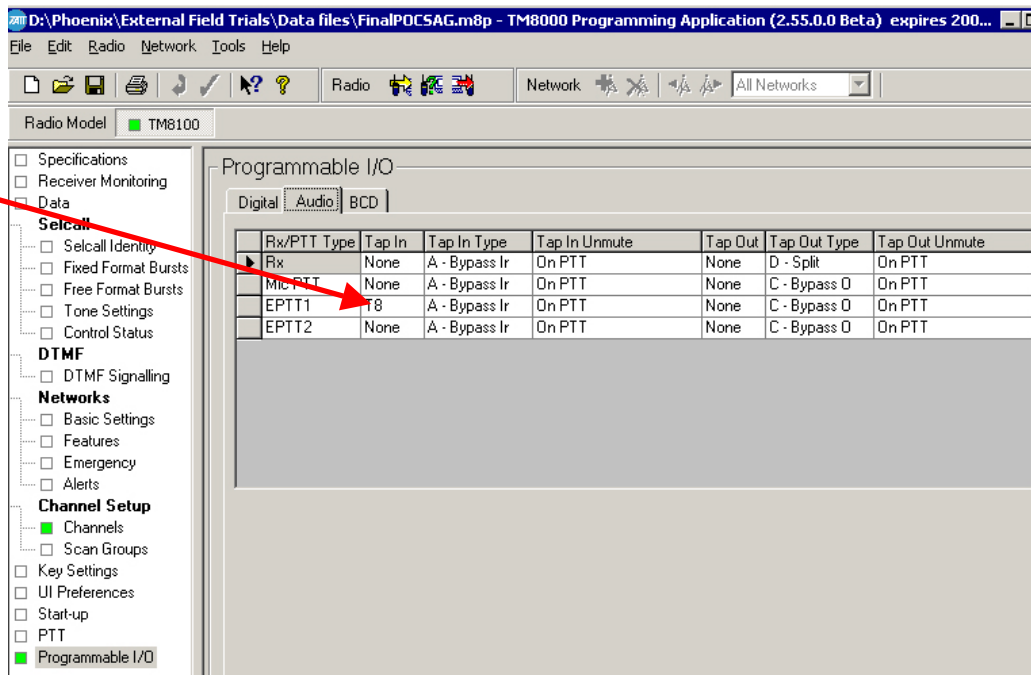 TAIT D:\Phoenix\External Field Trials\Data files\FinalPOCSAG.m8p - TM8000 Programming Application (2.55.0.0 Beta) expires 200...
File Edit Radio Network Tools Help
Radio Network All Networks
Radio Model TM8100
Specifications
Receiver Monitoring
Data
Selcall
Selcall Identity
Fixed Format Bursts
Free Format Bursts
Tone Settings
Control Status
DTMF
DTMF Signalling
Networks
Basic Settings
Features
Emergency
Alerts
Channel Setup
Channels
Scan Groups
Key Settings
UI Preferences
Start-up
PTT
Programmable I/O
Programmable I/O
Digital Audio BCD
Rx/PTT Type Tap In Tap In Type Tap In Unmute Tap Out Tap Out Type Tap Out Unmute
Rx None A - Bypass Ir On PTT None D - Split On PTT
Mic PTT None A - Bypass Ir On PTT None C - Bypass O On PTT
EPTT1 T8 A - Bypass Ir On PTT None C - Bypass O On PTT
EPTT2 None A - Bypass Ir On PTT None C - Bypass O On PTT